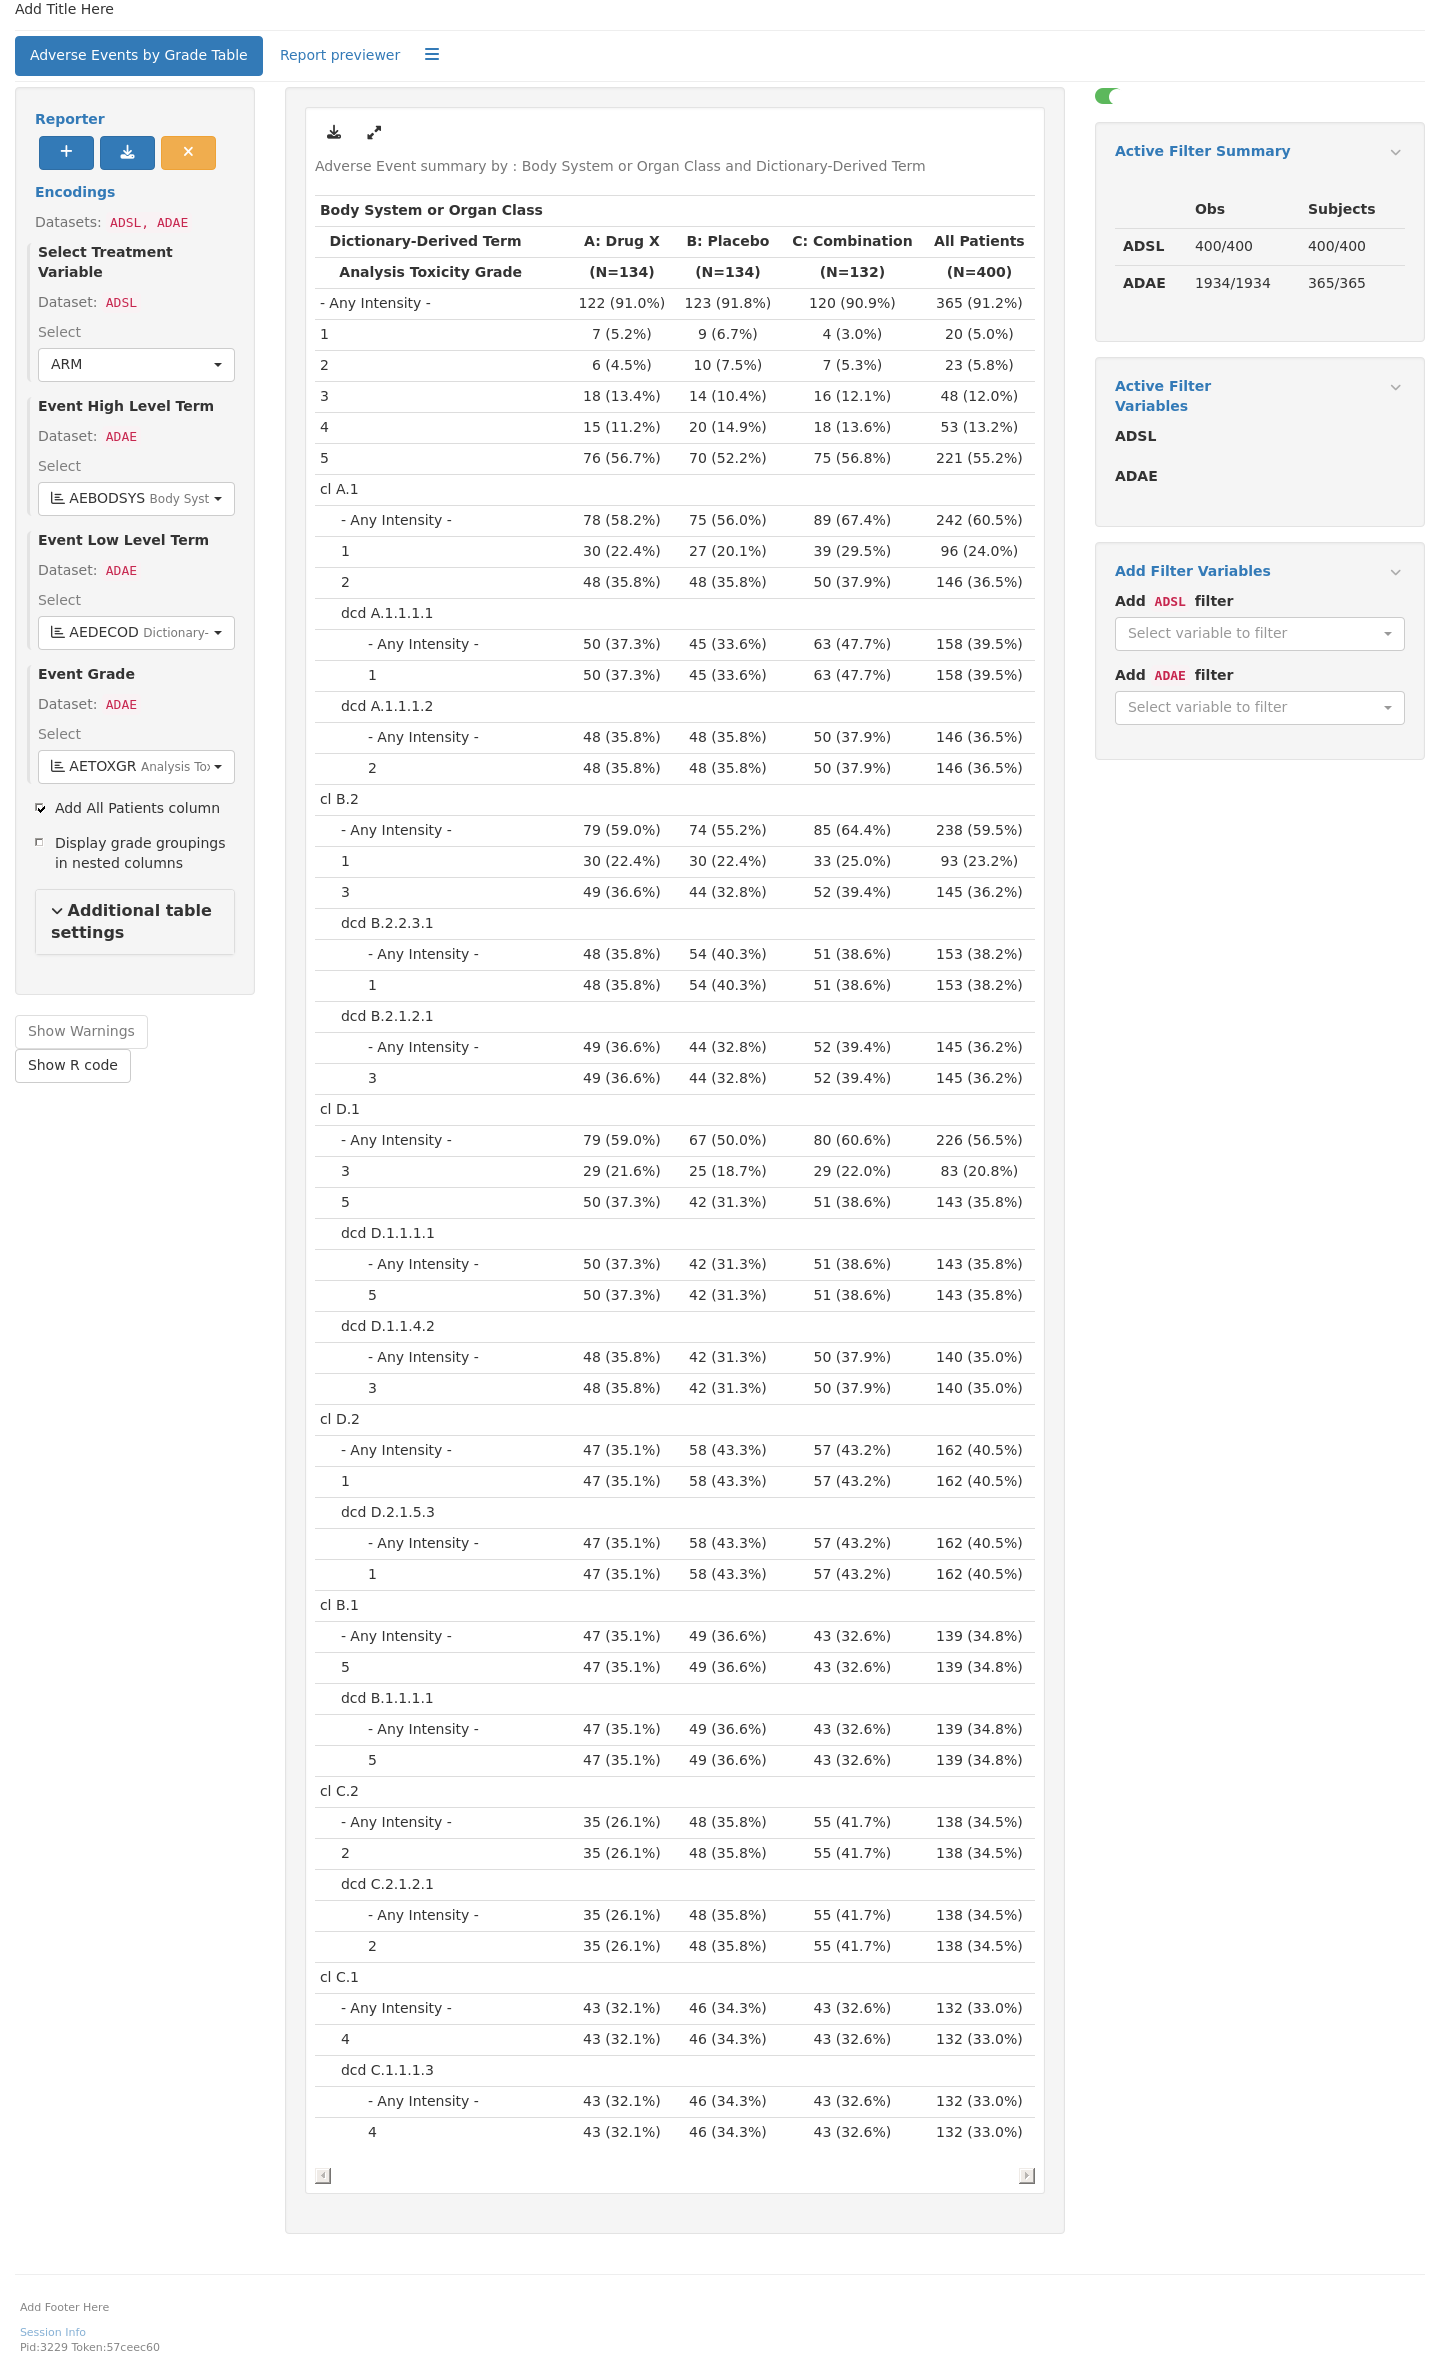 Add Title Here
Adverse Events by Grade Table Report previewer
Reporter
Encodings
Datasets: ADSL, ADAE
Select Treatment
Variable
Dataset: ADSL
Select
ARM
Event High Level Term
Dataset: ADAE
Select
AEBODSYS Body Syst
Event Low Level Term
Dataset: ADAE
Select
AEDECOD Dictionary-
Event Grade
Dataset: ADAE
Select
AETOXGR Analysis Tox
Add All Patients column
Display grade groupings
in nested columns
Additional table
settings
Show Warnings
Show R code
Adverse Event summary by : Body System or Organ Class and Dictionary-Derived Term
Body System or Organ Class
Dictionary-Derived Term A: Drug X B: Placebo C: Combination All Patients
Analysis Toxicity Grade (N=134) (N=134) (N=132) (N=400)
- Any Intensity - 122 (91.0%) 123 (91.8%) 120 (90.9%) 365 (91.2%)
1 7 (5.2%) 9 (6.7%) 4 (3.0%) 20 (5.0%)
2 6 (4.5%) 10 (7.5%) 7 (5.3%) 23 (5.8%)
3 18 (13.4%) 14 (10.4%) 16 (12.1%) 48 (12.0%)
4 15 (11.2%) 20 (14.9%) 18 (13.6%) 53 (13.2%)
5 76 (56.7%) 70 (52.2%) 75 (56.8%) 221 (55.2%)
cl A.1
- Any Intensity - 78 (58.2%) 75 (56.0%) 89 (67.4%) 242 (60.5%)
1 30 (22.4%) 27 (20.1%) 39 (29.5%) 96 (24.0%)
2 48 (35.8%) 48 (35.8%) 50 (37.9%) 146 (36.5%)
dcd A.1.1.1.1
- Any Intensity - 50 (37.3%) 45 (33.6%) 63 (47.7%) 158 (39.5%)
1 50 (37.3%) 45 (33.6%) 63 (47.7%) 158 (39.5%)
dcd A.1.1.1.2
- Any Intensity - 48 (35.8%) 48 (35.8%) 50 (37.9%) 146 (36.5%)
2 48 (35.8%) 48 (35.8%) 50 (37.9%) 146 (36.5%)
cl B.2
- Any Intensity - 79 (59.0%) 74 (55.2%) 85 (64.4%) 238 (59.5%)
1 30 (22.4%) 30 (22.4%) 33 (25.0%) 93 (23.2%)
3 49 (36.6%) 44 (32.8%) 52 (39.4%) 145 (36.2%)
dcd B.2.2.3.1
- Any Intensity - 48 (35.8%) 54 (40.3%) 51 (38.6%) 153 (38.2%)
1 48 (35.8%) 54 (40.3%) 51 (38.6%) 153 (38.2%)
dcd B.2.1.2.1
- Any Intensity - 49 (36.6%) 44 (32.8%) 52 (39.4%) 145 (36.2%)
3 49 (36.6%) 44 (32.8%) 52 (39.4%) 145 (36.2%)
cl D.1
- Any Intensity - 79 (59.0%) 67 (50.0%) 80 (60.6%) 226 (56.5%)
3 29 (21.6%) 25 (18.7%) 29 (22.0%) 83 (20.8%)
5 50 (37.3%) 42 (31.3%) 51 (38.6%) 143 (35.8%)
dcd D.1.1.1.1
- Any Intensity - 50 (37.3%) 42 (31.3%) 51 (38.6%) 143 (35.8%)
5 50 (37.3%) 42 (31.3%) 51 (38.6%) 143 (35.8%)
dcd D.1.1.4.2
- Any Intensity - 48 (35.8%) 42 (31.3%) 50 (37.9%) 140 (35.0%)
3 48 (35.8%) 42 (31.3%) 50 (37.9%) 140 (35.0%)
cl D.2
- Any Intensity - 47 (35.1%) 58 (43.3%) 57 (43.2%) 162 (40.5%)
1 47 (35.1%) 58 (43.3%) 57 (43.2%) 162 (40.5%)
dcd D.2.1.5.3
- Any Intensity - 47 (35.1%) 58 (43.3%) 57 (43.2%) 162 (40.5%)
1 47 (35.1%) 58 (43.3%) 57 (43.2%) 162 (40.5%)
cl B.1
- Any Intensity - 47 (35.1%) 49 (36.6%) 43 (32.6%) 139 (34.8%)
5 47 (35.1%) 49 (36.6%) 43 (32.6%) 139 (34.8%)
dcd B.1.1.1.1
- Any Intensity - 47 (35.1%) 49 (36.6%) 43 (32.6%) 139 (34.8%)
5 47 (35.1%) 49 (36.6%) 43 (32.6%) 139 (34.8%)
cl C.2
- Any Intensity - 35 (26.1%) 48 (35.8%) 55 (41.7%) 138 (34.5%)
2 35 (26.1%) 48 (35.8%) 55 (41.7%) 138 (34.5%)
dcd C.2.1.2.1
- Any Intensity - 35 (26.1%) 48 (35.8%) 55 (41.7%) 138 (34.5%)
2 35 (26.1%) 48 (35.8%) 55 (41.7%) 138 (34.5%)
cl C.1
- Any Intensity - 43 (32.1%) 46 (34.3%) 43 (32.6%) 132 (33.0%)
4 43 (32.1%) 46 (34.3%) 43 (32.6%) 132 (33.0%)
dcd C.1.1.1.3
- Any Intensity - 43 (32.1%) 46 (34.3%) 43 (32.6%) 132 (33.0%)
4 43 (32.1%) 46 (34.3%) 43 (32.6%) 132 (33.0%)
Active Filter Summary
Obs Subjects
ADSL 400/400 400/400
ADAE 1934/1934 365/365
Active Filter
Variables
ADSL
ADAE
Add Filter Variables
Add ADSL filter
Select variable to filter
Add ADAE filter
Select variable to filter
Add Footer Here
Session Info
Pid:3229 Token:57ceec60